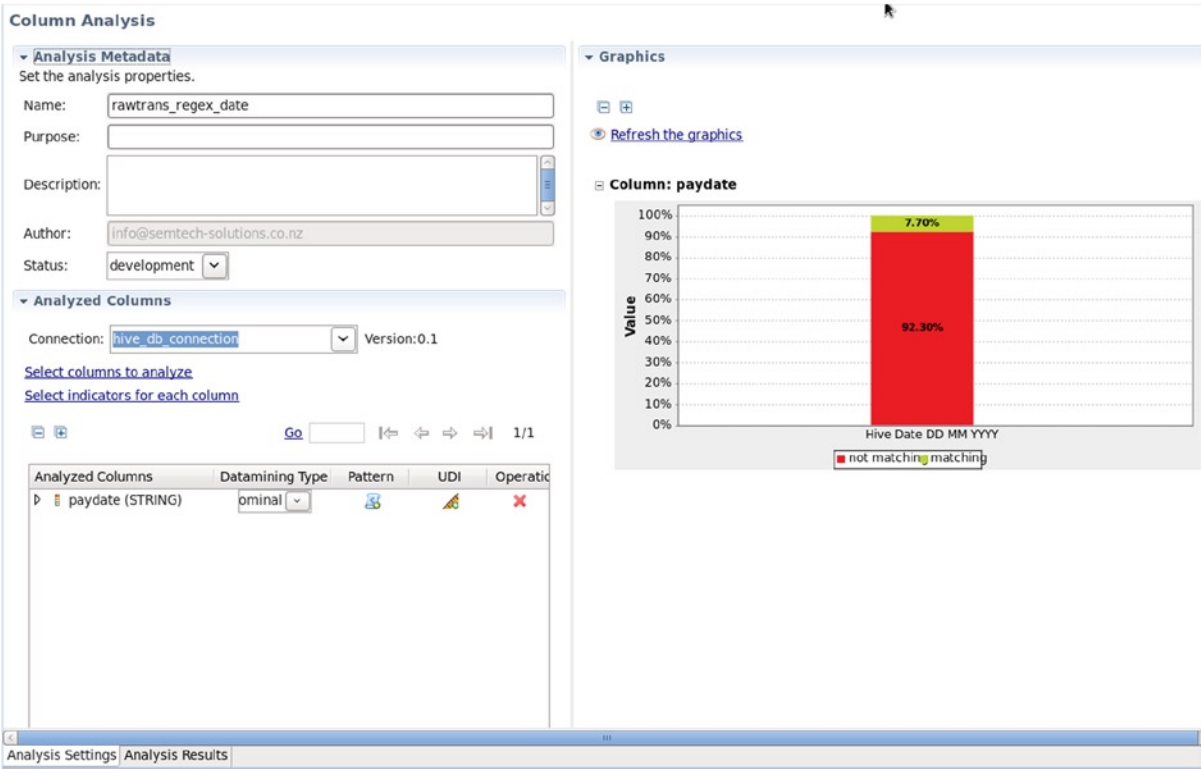 Column Analysis
Analysis Metadata
Set the analysis properties.
Name: rawtrans_regex_date
Purpose:
Description:
Author: info@semtech-solutions.co.nz
Status: development
Analyzed Columns
Connection: hive_db_connection Version:0.1
Select columns to analyze
Select indicators for each column
Go 1/1
Analyzed Columns Datamining Type Pattern UDI Operatic
paydate (STRING) ominal
Graphics
Refresh the graphics
Column: paydate
100%
90%
80%
70%
60%
50%
40%
30%
20%
10%
0%
Value
7.70%
92.30%
Hive Date DD MM YYYY
not matching matching
Analysis Settings Analysis Results